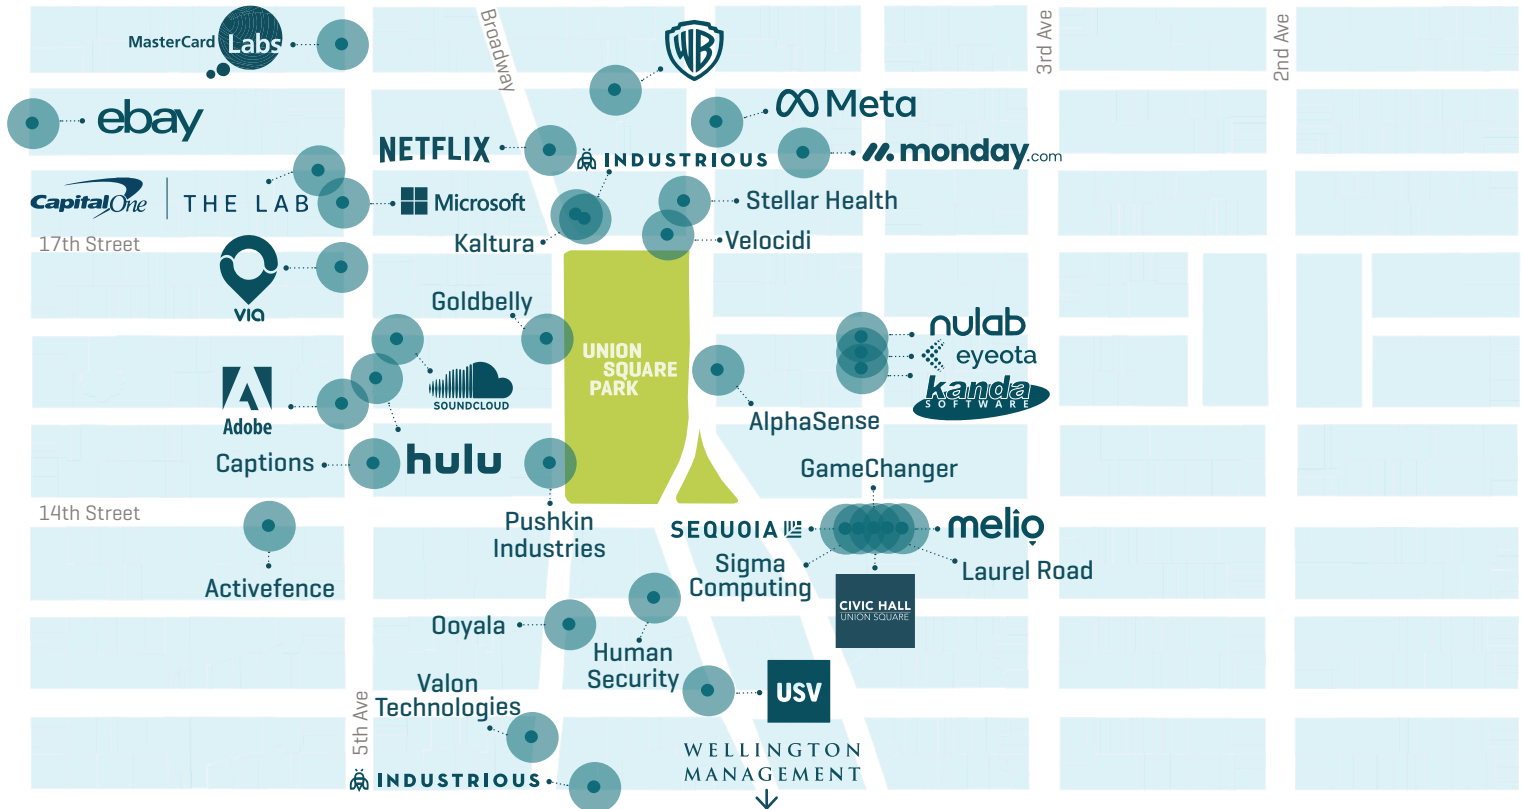 MasterCard Labs
Broadway
WB
3rd Ave
2nd Ave
ebay
Meta
NETFLIX
INDUSTRIOUS
monday.com
CapitalOne
THE LAB
Microsoft
Stellar Health
17th Street
Kaltura
Velocidi
via
Goldbelly
nulab
UNION
SQUARE
PARK
eyeota
kanda
SOFTWARE
SOUNDCLOUD
Adobe
AlphaSense
Captions
hulu
GameChanger
14th Street
Pushkin
Industries
SEQUOIA
melio
Sigma
Computing
Laurel Road
Activefence
CIVIC HALL
UNION SQUARE
Ooyala
Human
Security
Valon
Technologies
USV
5th Ave
WELLINGTON
MANAGEMENT
INDUSTRIOUS